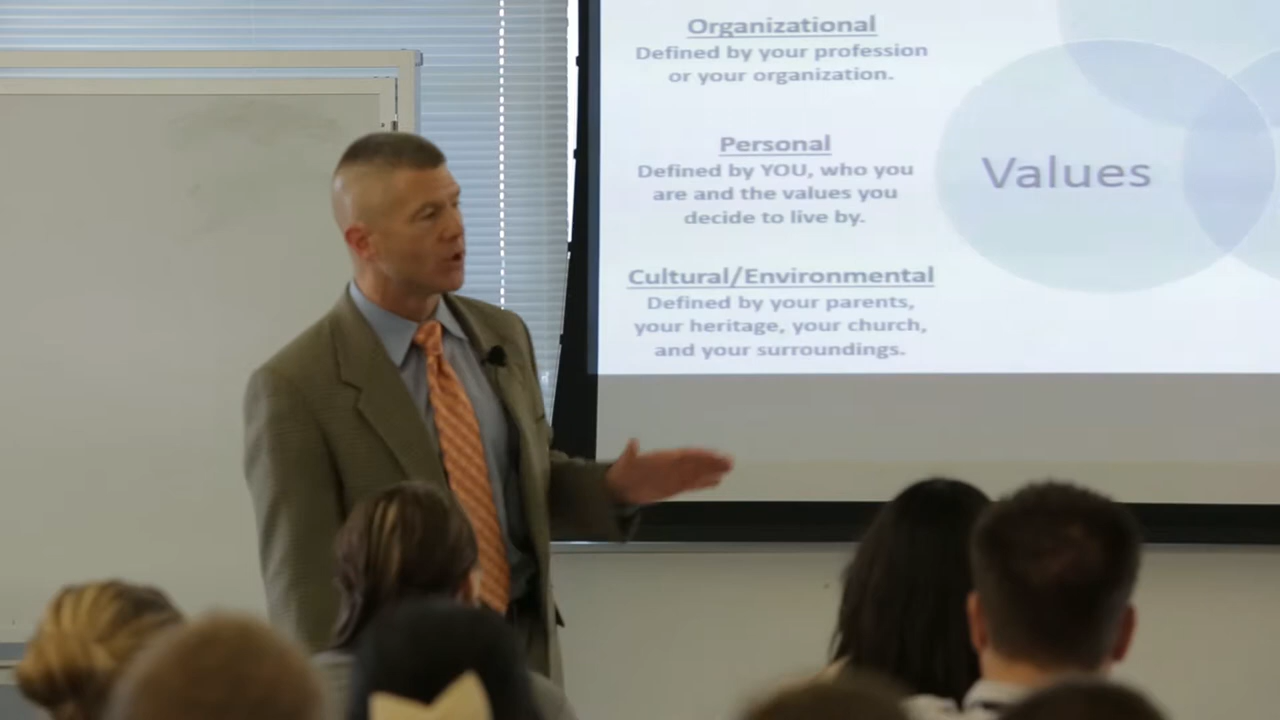 Organizational
Defined by your profession
or your organization.
Personal
Defined by YOU, who you
are and the values you
decide to live by.
Cultural/Environmental
Defined by your parents,
your heritage, your church,
and your surroundings.
Values